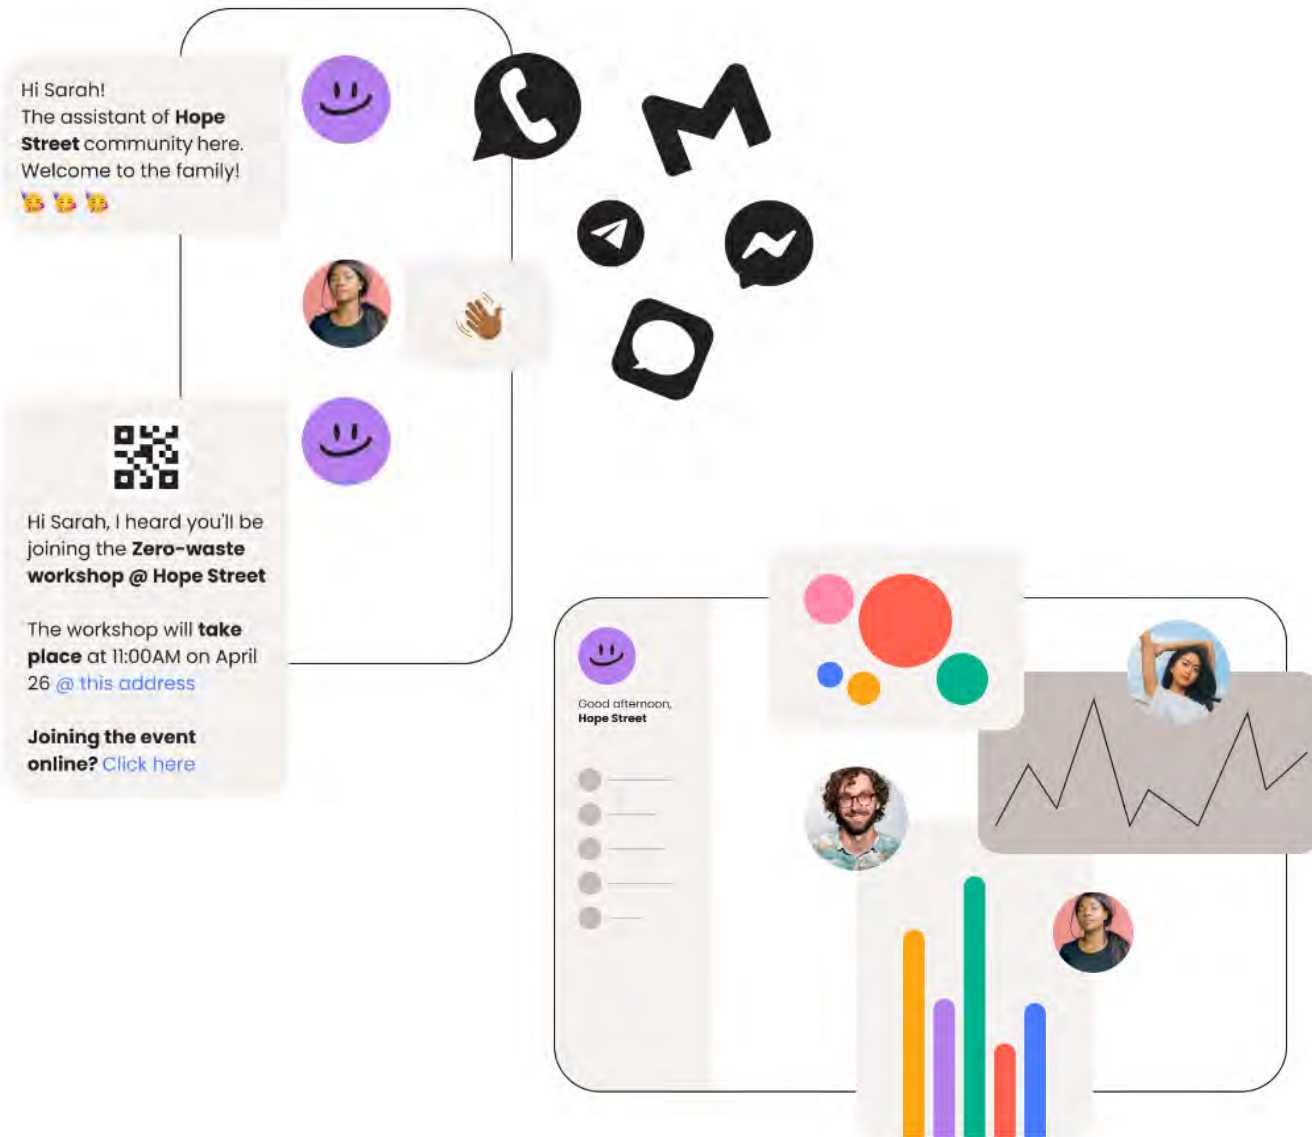 Hi Sarah!
The assistant of Hope
Street community here.
Welcome to the family!
Hi Sarah, I heard you'll be
joining the Zero-waste
workshop @ Hope Street
The workshop will take
place at 11:00AM on April
26 @ this address
Joining the event
online? Click here
Good afternoon,
Hope Street